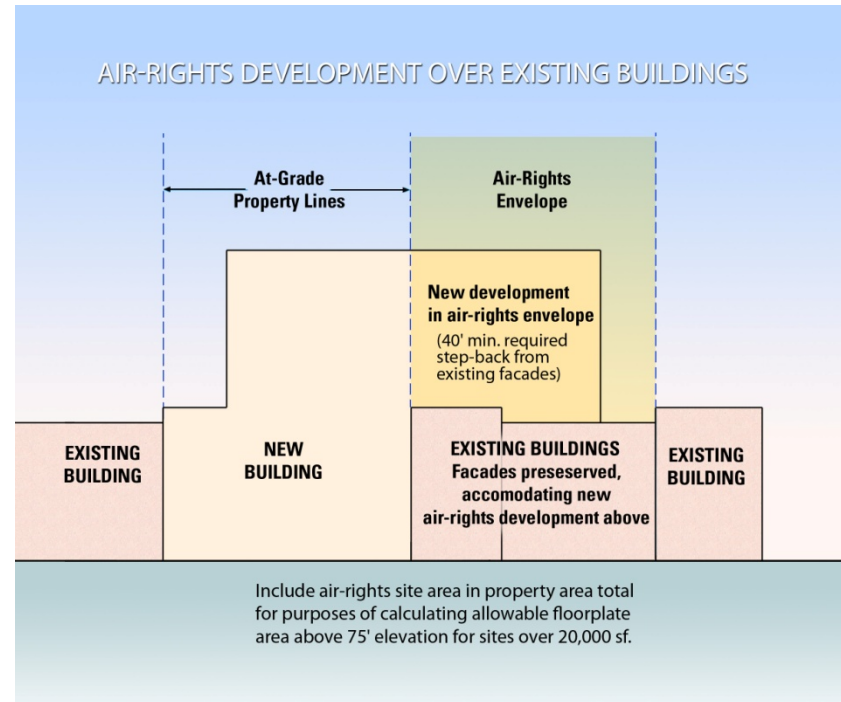 AIR-RIGHTS DEVELOPMENT OVER EXISTING BUILDINGS
At-Grade
Property Lines
Air-Rights
Envelope
New development
in air-rights envelope
(40' min. required
step-back from
existing facades)
EXISTING
BUILDING
NEW
BUILDING
EXISTING BUILDINGS
Facades preseserved,
accomodating new
air-rights development above
EXISTING
BUILDING
Include air-rights site area in property area total
for purposes of calculating allowable floorplate
area above 75' elevation for sites over 20,000 sf.